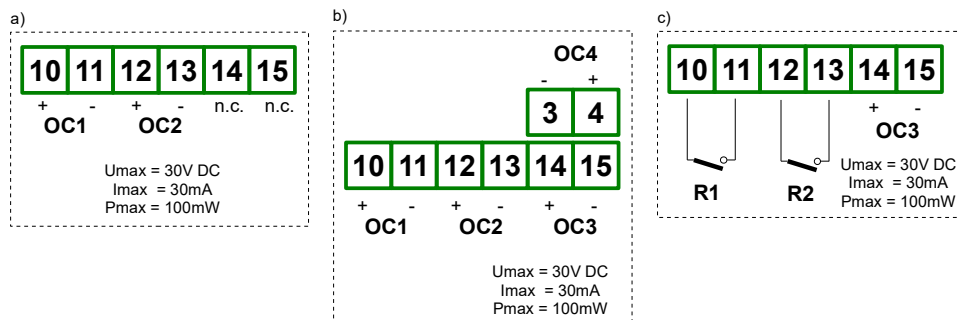 a)
10 11 12 13 14 15
+ - + - n.c. n.c.
OC1 OC2
Umax = 30V DC
Imax = 30mA
Pmax = 100mW
b)
OC4
- +
3 4
10 11 12 13 14 15
+ - + - + -
OC1 OC2 OC3
Umax = 30V DC
Imax = 30mA
Pmax = 100mW
c)
10 11 12 13 14 15
+ -
OC3
R1 R2
Umax = 30V DC
Imax = 30mA
Pmax = 100mW